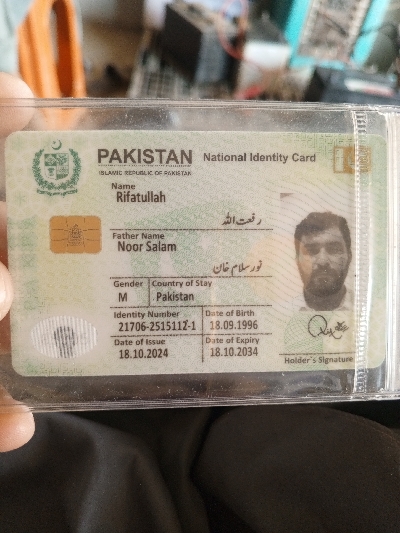 PAKISTAN National Identity Card
ISLAMIC REPUBLIC OF PAKISTAN
Name
Rifatullah
رفعت اللہ
Father Name
Noor Salam
نور سلام خان
Gender Country of Stay
M Pakistan
Identity Number Date of Birth
21706-2515112-1 18.09.1996
Date of Issue Date of Expiry
18.10.2024 18.10.2034
Holder's Signature